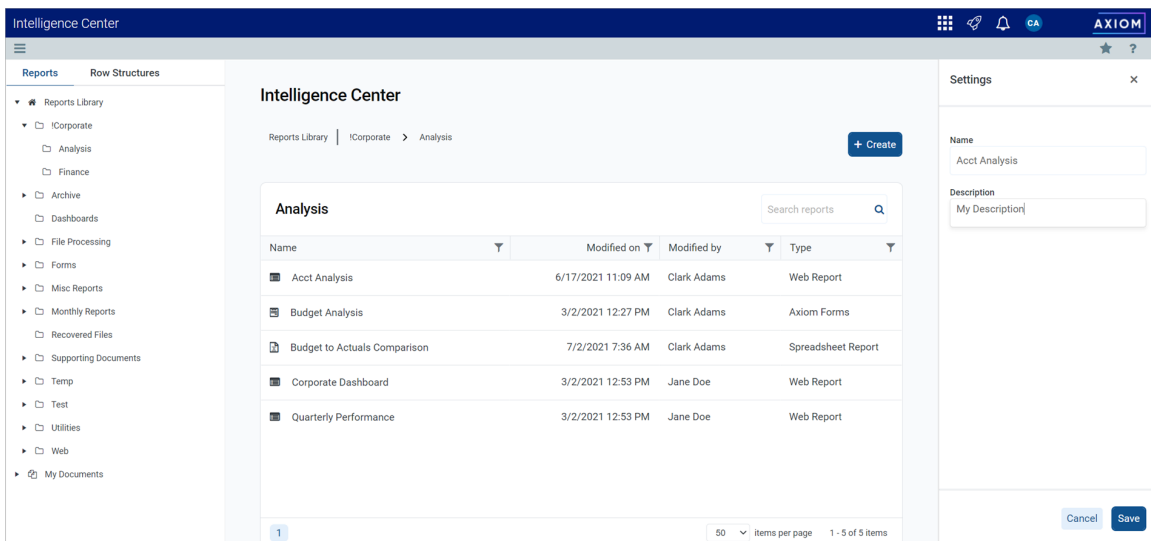 Intelligence Center
CA
AXIOM
?
Reports
Row Structures
Reports Library
!Corporate
Analysis
Finance
Archive
Dashboards
File Processing
Forms
Misc Reports
Monthly Reports
Recovered Files
Supporting Documents
Temp
Test
Utilities
Web
My Documents
Intelligence Center
Reports Library | !Corporate > Analysis
+ Create
Analysis
Search reports
Name Modified on Modified by Type
Acct Analysis 6/17/2021 11:09 AM Clark Adams Web Report
Budget Analysis 3/2/2021 12:27 PM Clark Adams Axiom Forms
Budget to Actuals Comparison 7/2/2021 7:36 AM Clark Adams Spreadsheet Report
Corporate Dashboard 3/2/2021 12:53 PM Jane Doe Web Report
Quarterly Performance 3/2/2021 12:53 PM Jane Doe Web Report
1
50 items per page 1 - 5 of 5 items
Settings ×
Name
Acct Analysis
Description
My Description
Cancel Save